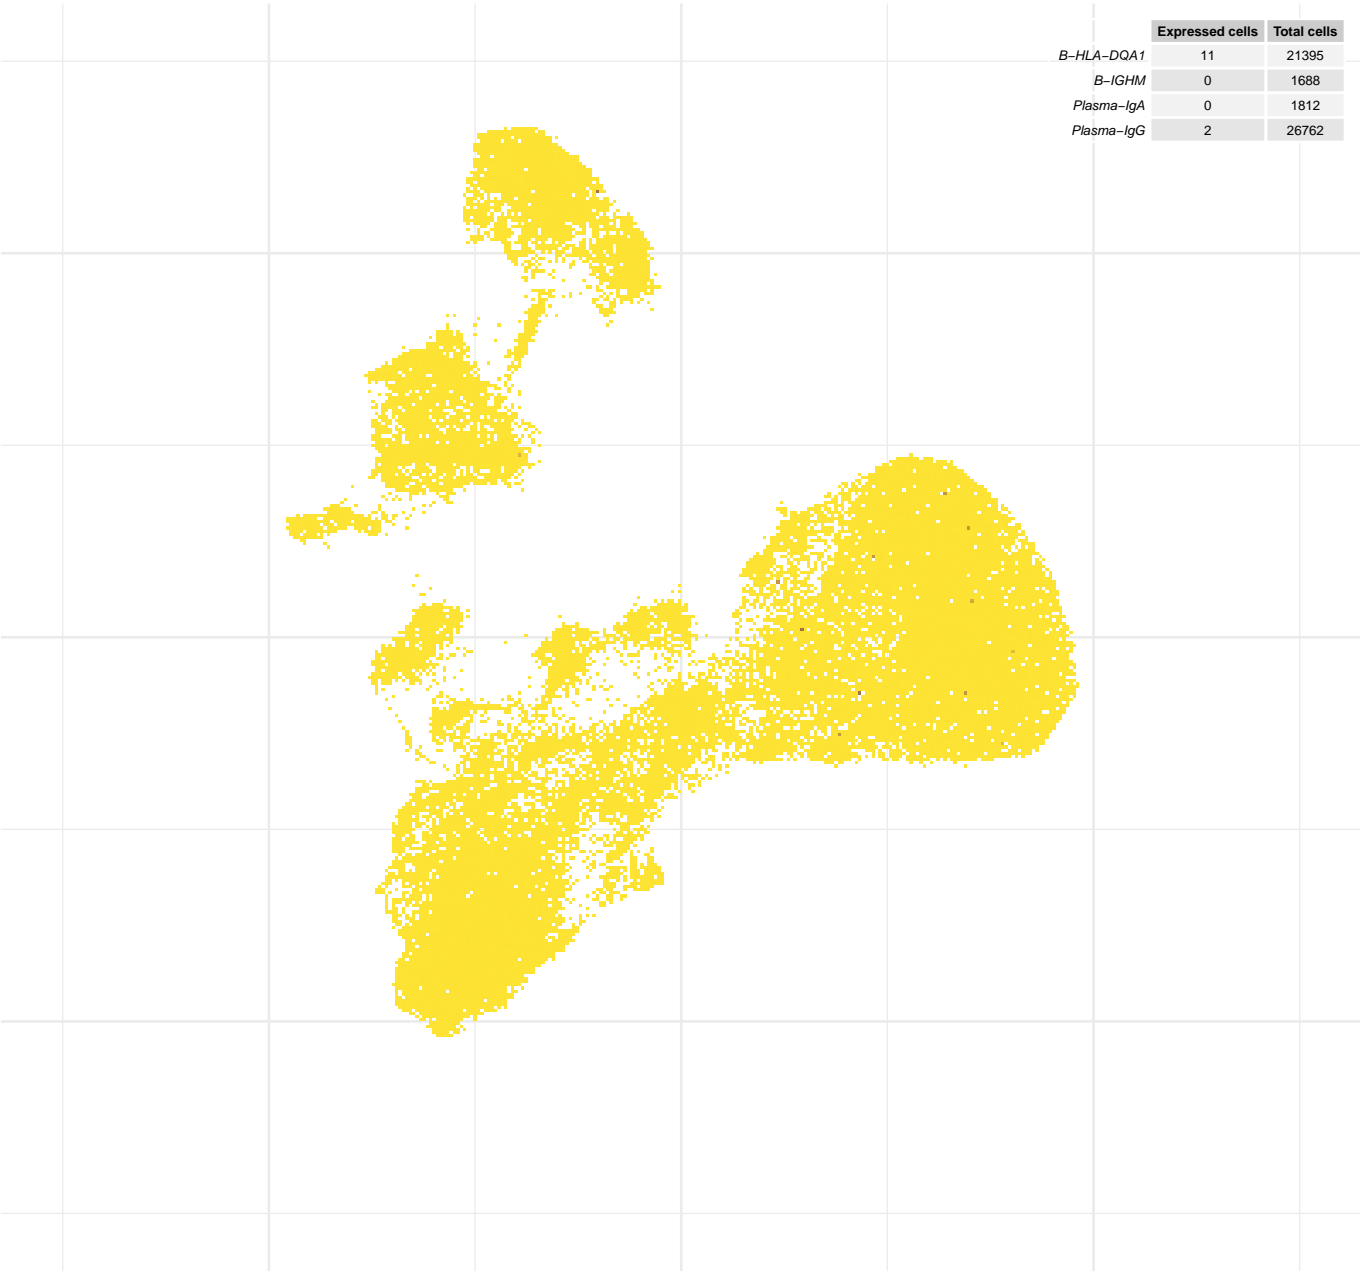 Expressed cells Total cells
B−HLA−DQA1 11 21395
B−IGHM 0 1688
Plasma−IgA 0 1812
Plasma−IgG 2 26762